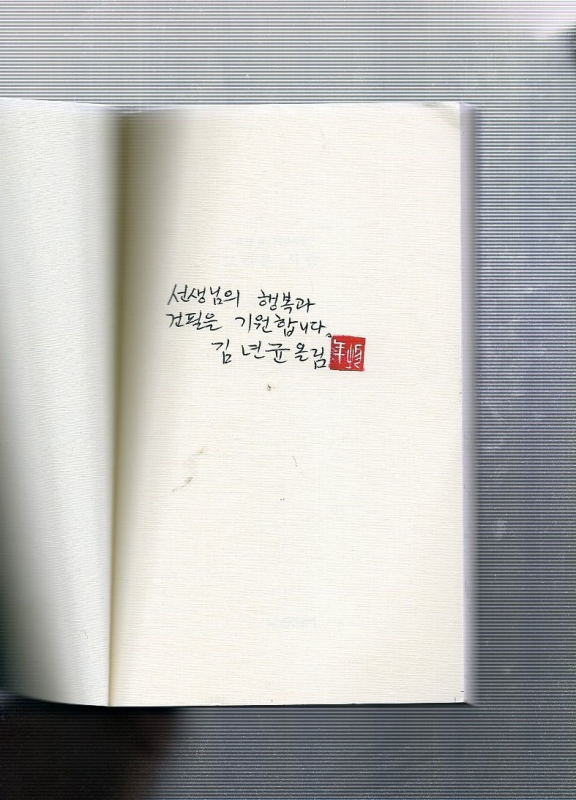 선생님의 행복과
건필을 기원합니다.
김년균 올림